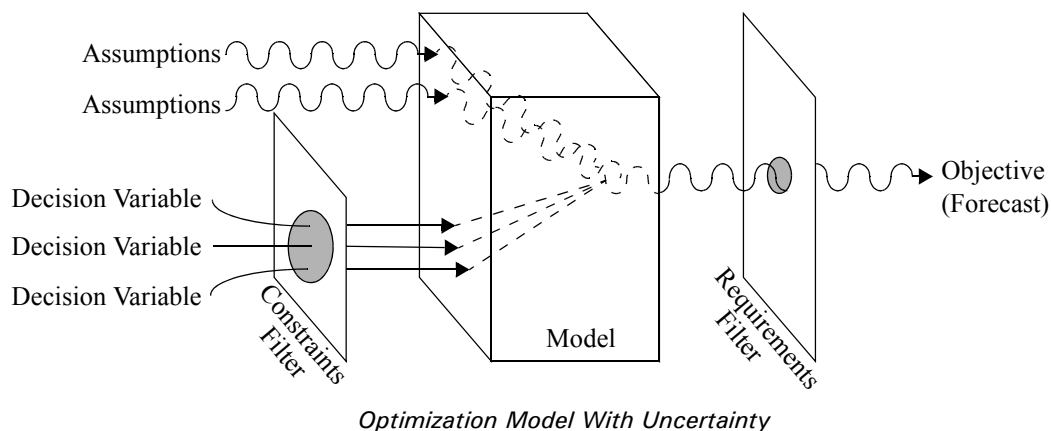 Assumptions
Assumptions
Decision Variable
Decision Variable
Decision Variable
Constraints
Filter
Model
Requirements
Filter
Objective
(Forecast)
Optimization Model With Uncertainty